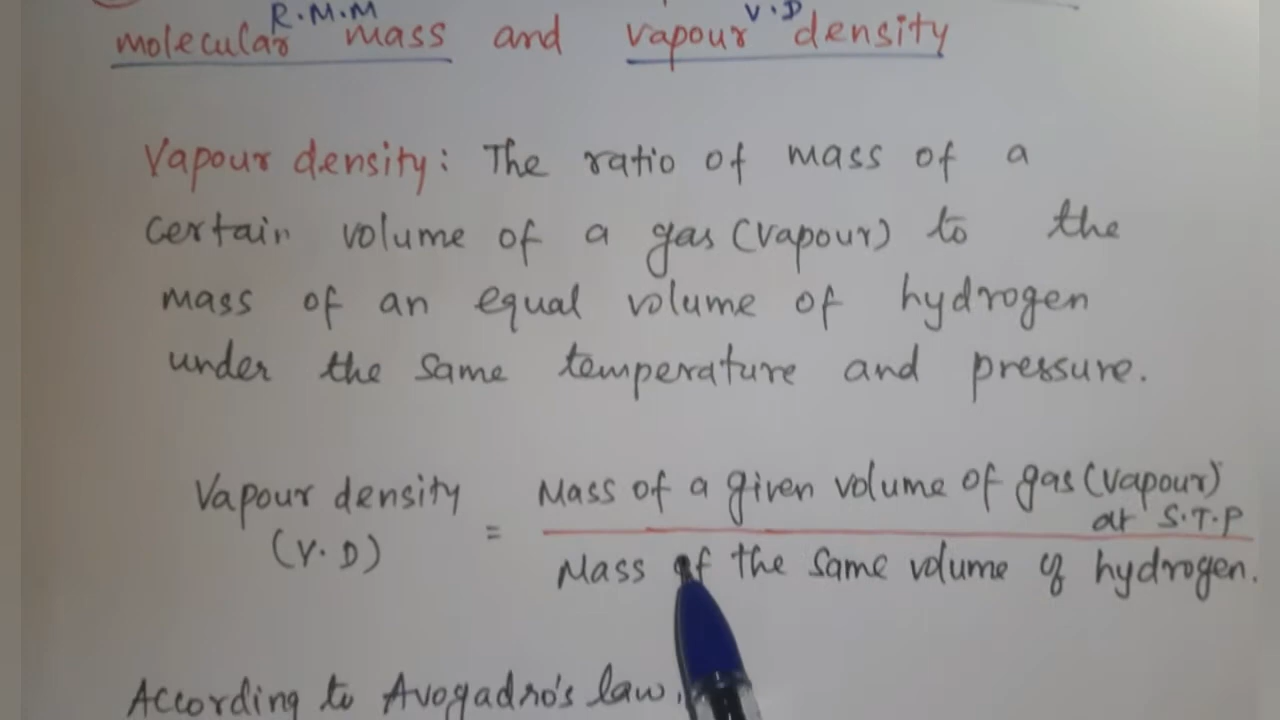 R.M.M V.D
molecular mass and vapour density
Vapour density: The ratio of mass of a
certain volume of a gas (vapour) to the
mass of an equal volume of hydrogen
under the same temperature and pressure.
Vapour density (V.D) = Mass of a given volume of gas (vapour) at S.T.P
Mass of the same volume of hydrogen.
According to Avogadro's law,